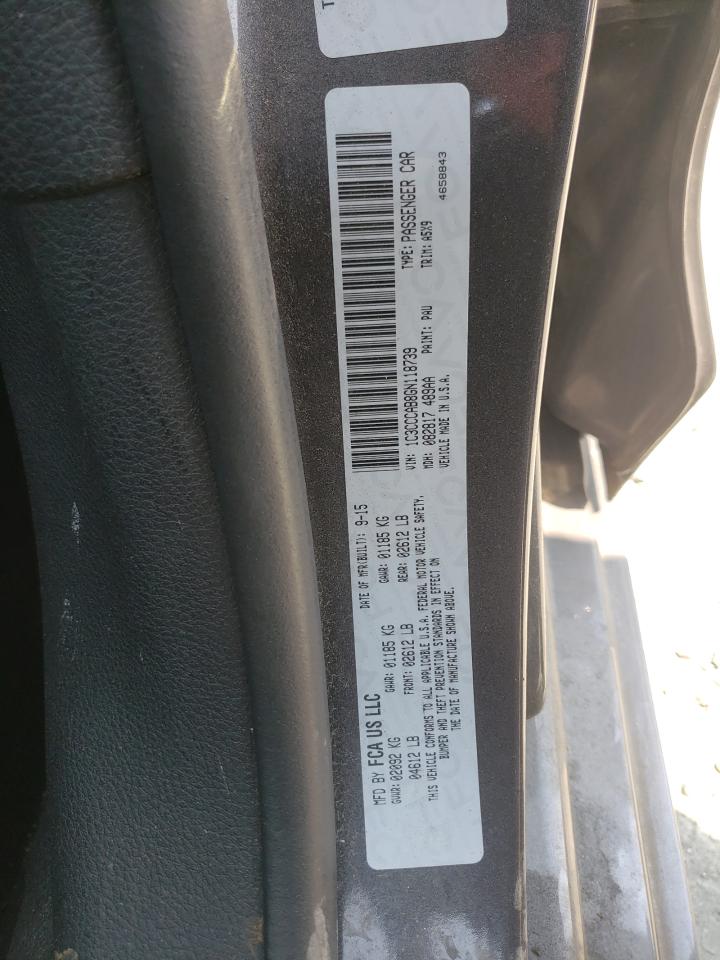 T
MFD BY FCA US LLC
DATE OF MFR(BUILT): 9-15
GVWR: 02092 KG
GAWR: 01185 KG
GAWR: 01185 KG
04612 LB
FRONT: 02612 LB
REAR: 02612 LB
THIS VEHICLE CONFORMS TO ALL APPLICABLE U.S.A. FEDERAL MOTOR VEHICLE SAFETY,
BUMPER AND THEFT PREVENTION STANDARDS IN EFFECT ON
THE DATE OF MANUFACTURE SHOWN ABOVE.
VIN: 1C3CCCAB8GN118739
TYPE: PASSENGER CAR
MDH: 082817 489AA
PAINT: PAU
TRIM: A5X9
VEHICLE MADE IN U.S.A.
4658843